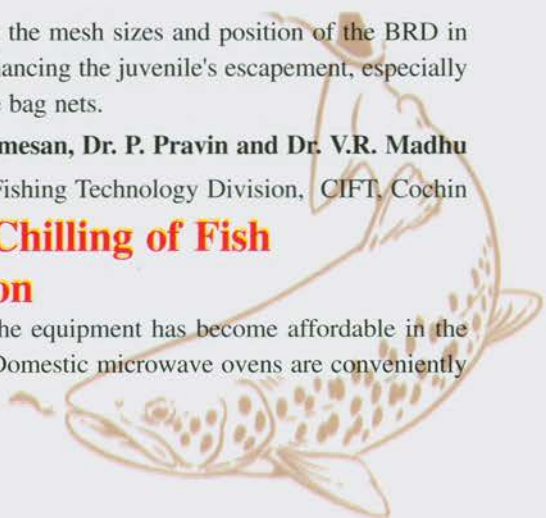 the mesh sizes and position of the BRD in
nancing the juvenile's escapement, especially
e bag nets.
mesan, Dr. P. Pravin and Dr. V.R. Madhu
Fishing Technology Division, CIFT, Cochin
Chilling of Fish
on
he equipment has become affordable in the
Domestic microwave ovens are conveniently